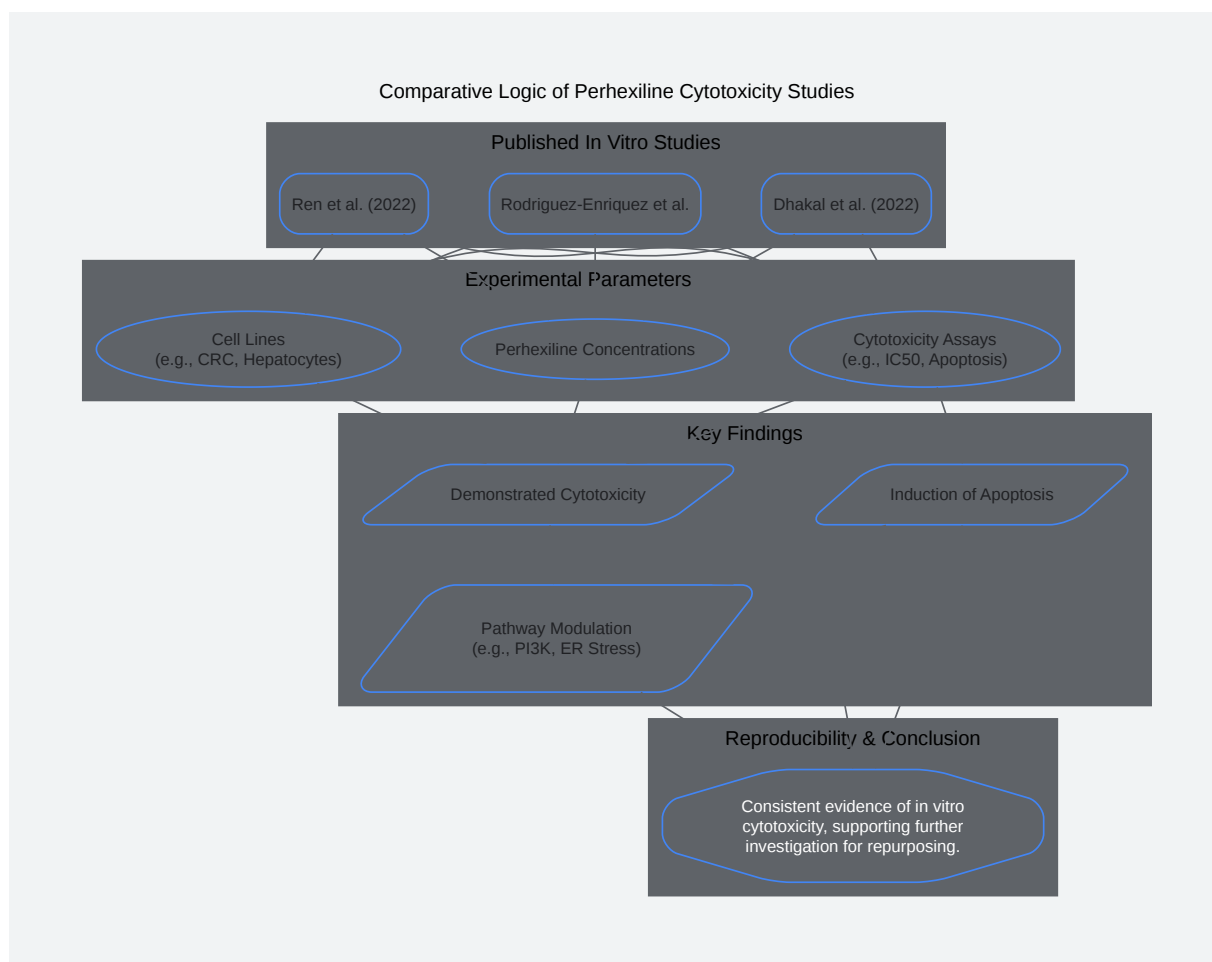 Comparative Logic of Perhexiline Cytotoxicity Studies
Published In Vitro Studies
Ren et al. (2022)
Rodriguez-Enriquez et al.
Dhakal et al. (2022)
Experimental Parameters
Cell Lines
(e.g., CRC, Hepatocytes)
Perhexiline Concentrations
Cytotoxicity Assays
(e.g., IC50, Apoptosis)
Key Findings
Demonstrated Cytotoxicity
Induction of Apoptosis
Pathway Modulation
(e.g., PI3K, ER Stress)
Reproducibility & Conclusion
Consistent evidence of in vitro
cytotoxicity, supporting further
investigation for repurposing.